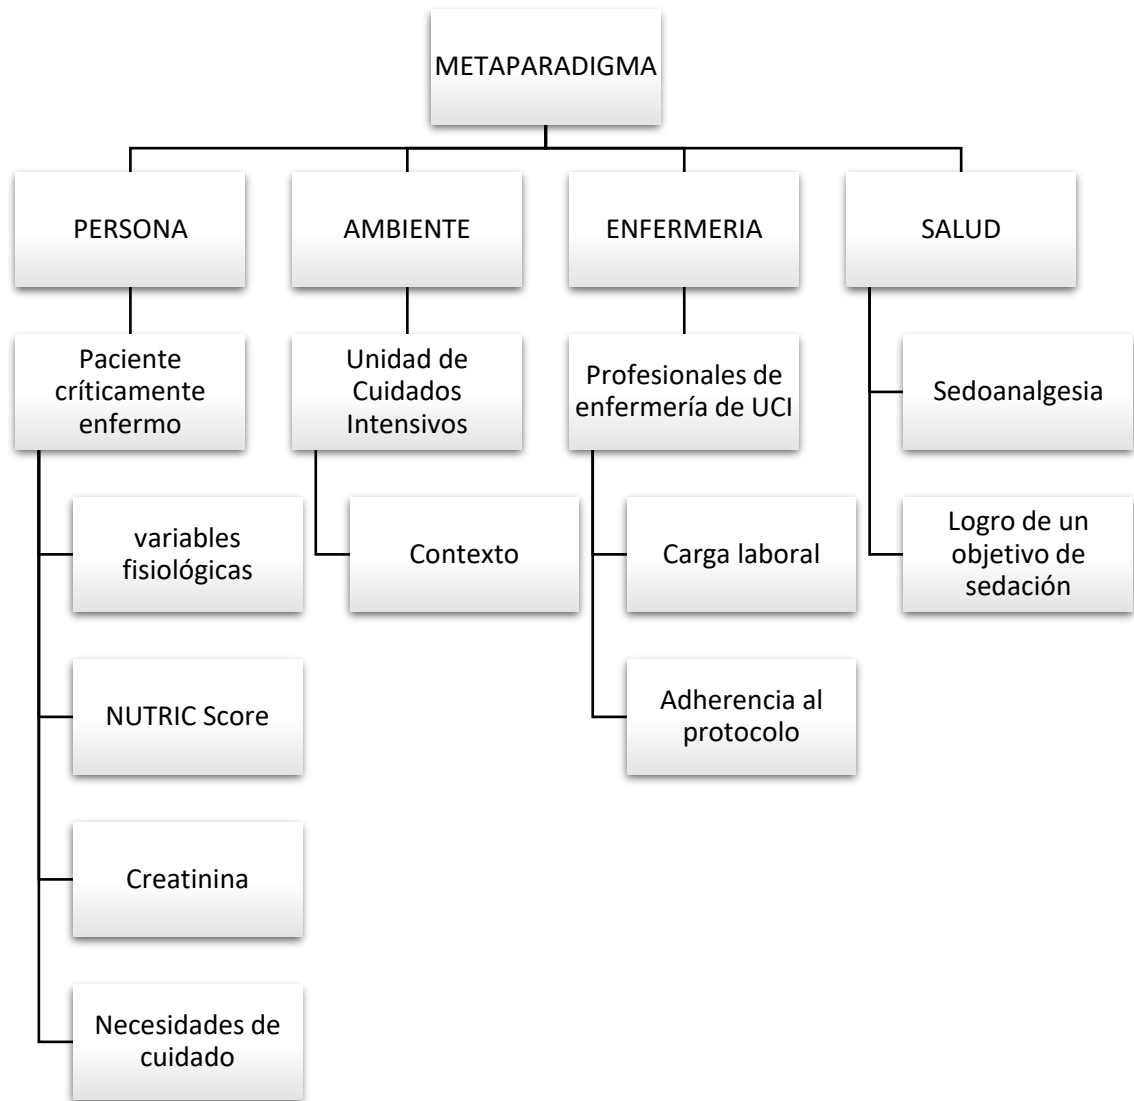 METAPARADIGMA
PERSONA
AMBIENTE
ENFERMERIA
SALUD
Paciente
críticamente
enfermo
Unidad de
Cuidados
Intensivos
Profesionales de
enfermería de UCI
Sedoanalgesia
variables
fisiológicas
Contexto
Carga laboral
Logro de un
objetivo de
sedación
NUTRIC Score
Adherencia al
protocolo
Creatinina
Necesidades de
cuidado